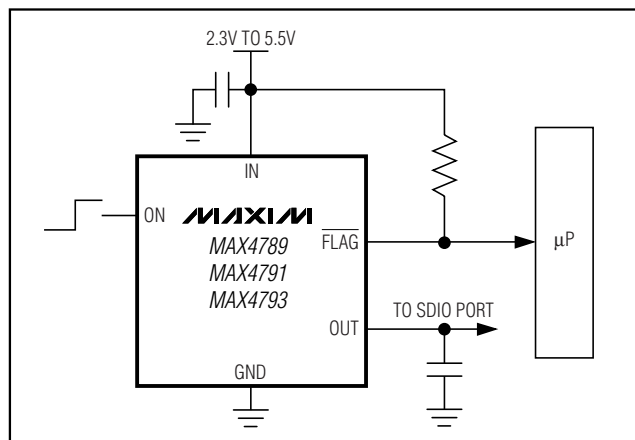 2.3V TO 5.5V
IN
ON
MAXIM
MAX4789
MAX4791
MAX4793
FLAG
μP
OUT
TO SDIO PORT
GND